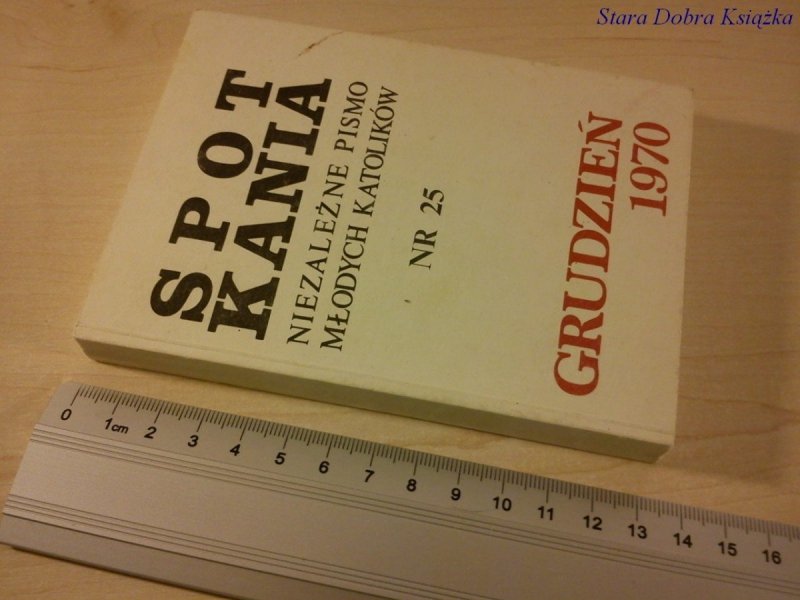 Stara Dobra Książka
SPOT
KANIA
NIEZALEŻNE PISMO
MŁODYCH KATOLIKÓW
NR 25
GRUDZIEŃ
1970
0 1cm 2 3 4 5 6 7 8 9 10 11 12 13 14 15 16